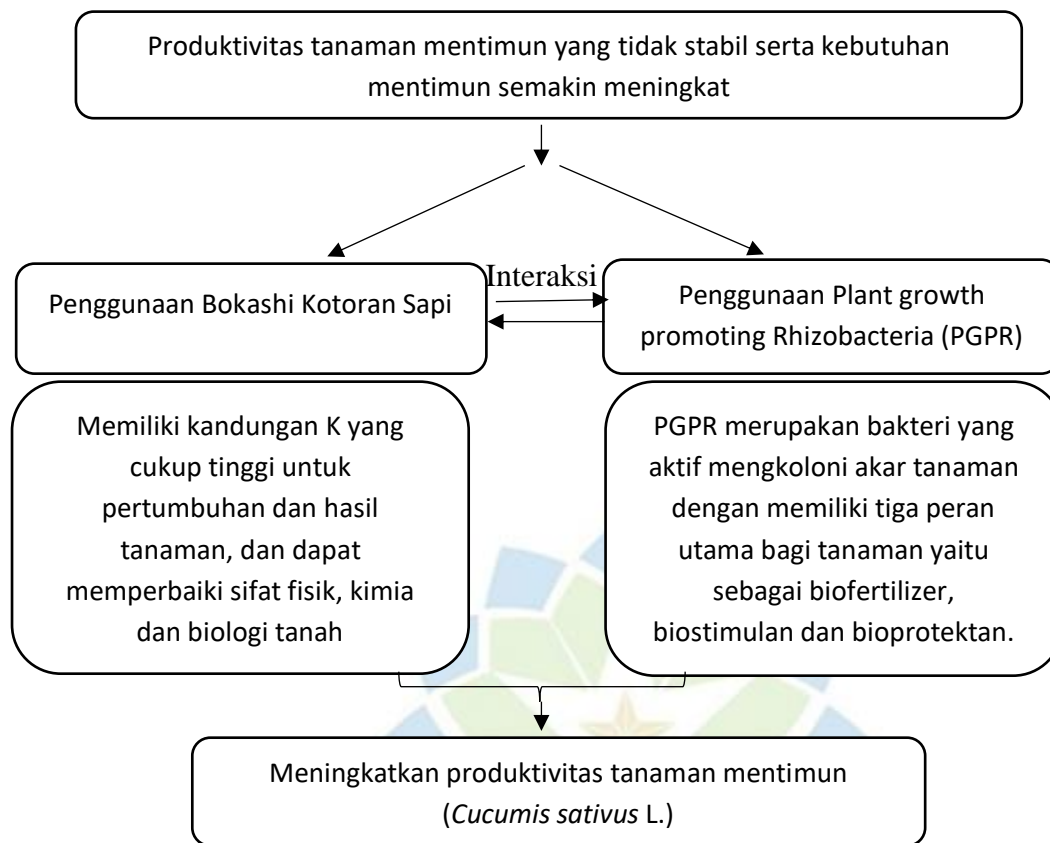 Produktivitas tanaman mentimun yang tidak stabil serta kebutuhan
mentimun semakin meningkat
Penggunaan Bokashi Kotoran Sapi
Interaksi
Penggunaan Plant growth
promoting Rhizobacteria (PGPR)
Memiliki kandungan K yang
cukup tinggi untuk
pertumbuhan dan hasil
tanaman, dan dapat
memperbaiki sifat fisik, kimia
dan biologi tanah
PGPR merupakan bakteri yang
aktif mengkoloni akar tanaman
dengan memiliki tiga peran
utama bagi tanaman yaitu
sebagai biofertilizer,
biostimulan dan bioprotektan.
Meningkatkan produktivitas tanaman mentimun
(Cucumis sativus L.)